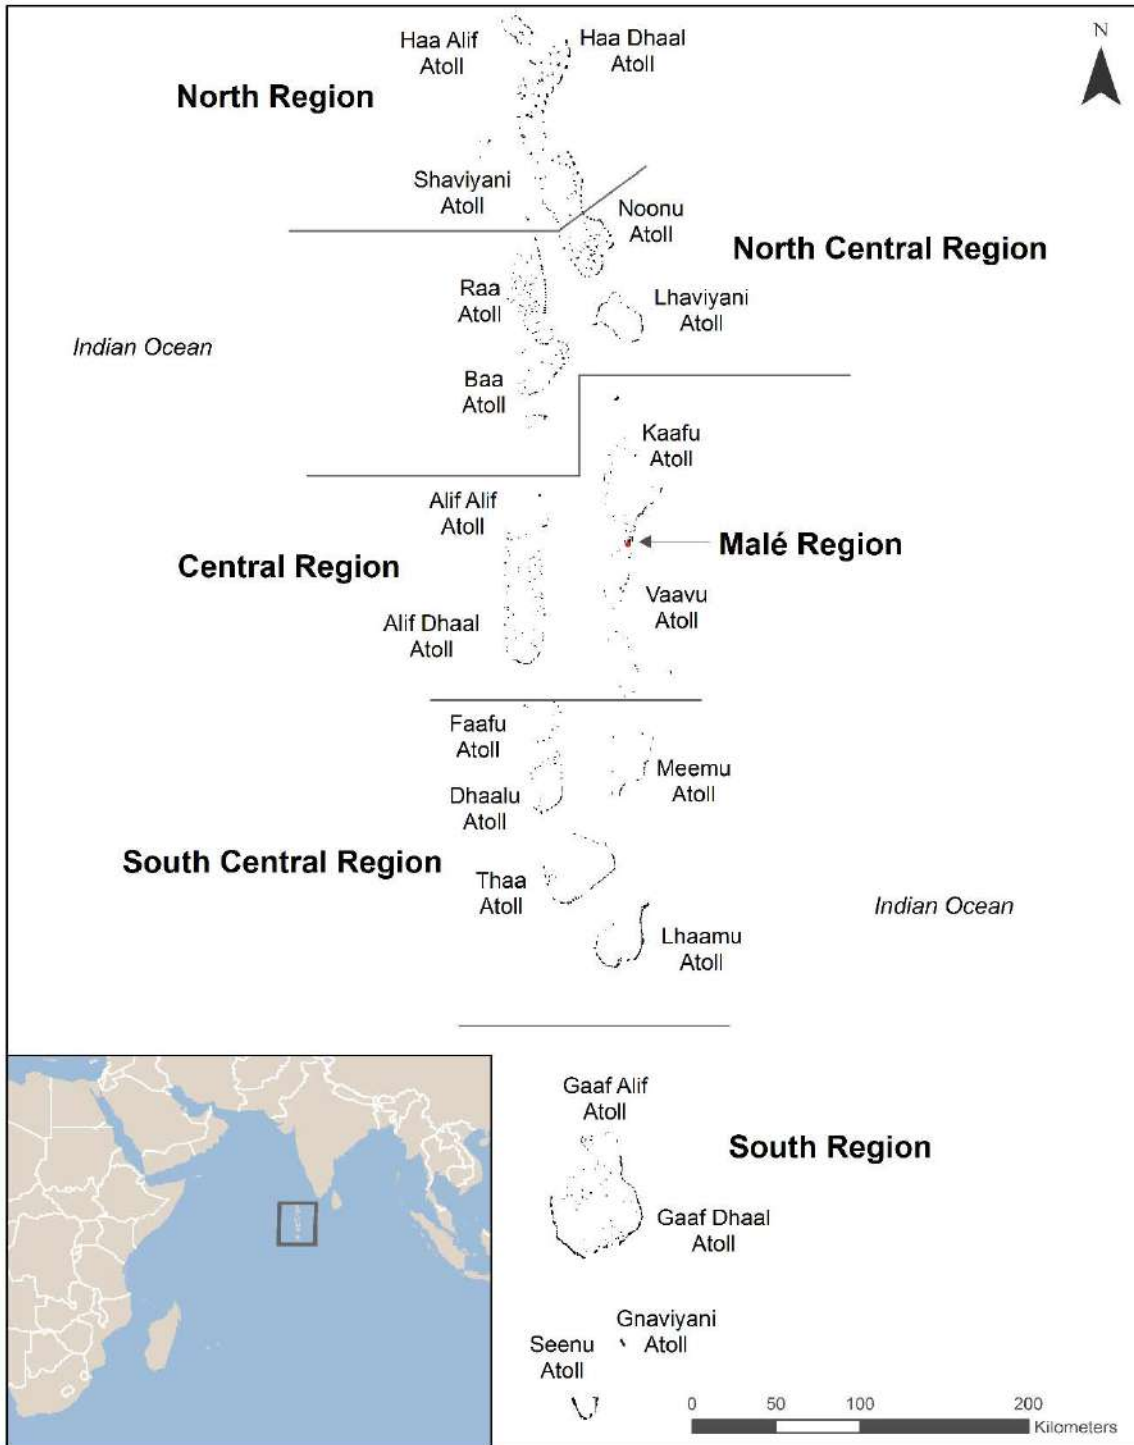 N
Haa Alif
Atoll
Haa Dhaal
Atoll
North Region
Shaviyani
Atoll
Noonu
Atoll
North Central Region
Raa
Atoll
Lhaviyani
Atoll
Indian Ocean
Baa
Atoll
Kaafu
Atoll
Alif Alif
Atoll
Malé Region
Central Region
Vaavu
Atoll
Alif Dhaal
Atoll
Faafu
Atoll
Meemu
Atoll
Dhaalu
Atoll
South Central Region
Thaa
Atoll
Indian Ocean
Lhaamu
Atoll
Gaaf Alif
Atoll
South Region
Gaaf Dhaal
Atoll
Gnaviyani
Atoll
Seenu
Atoll
0 50 100 200
Kilometers